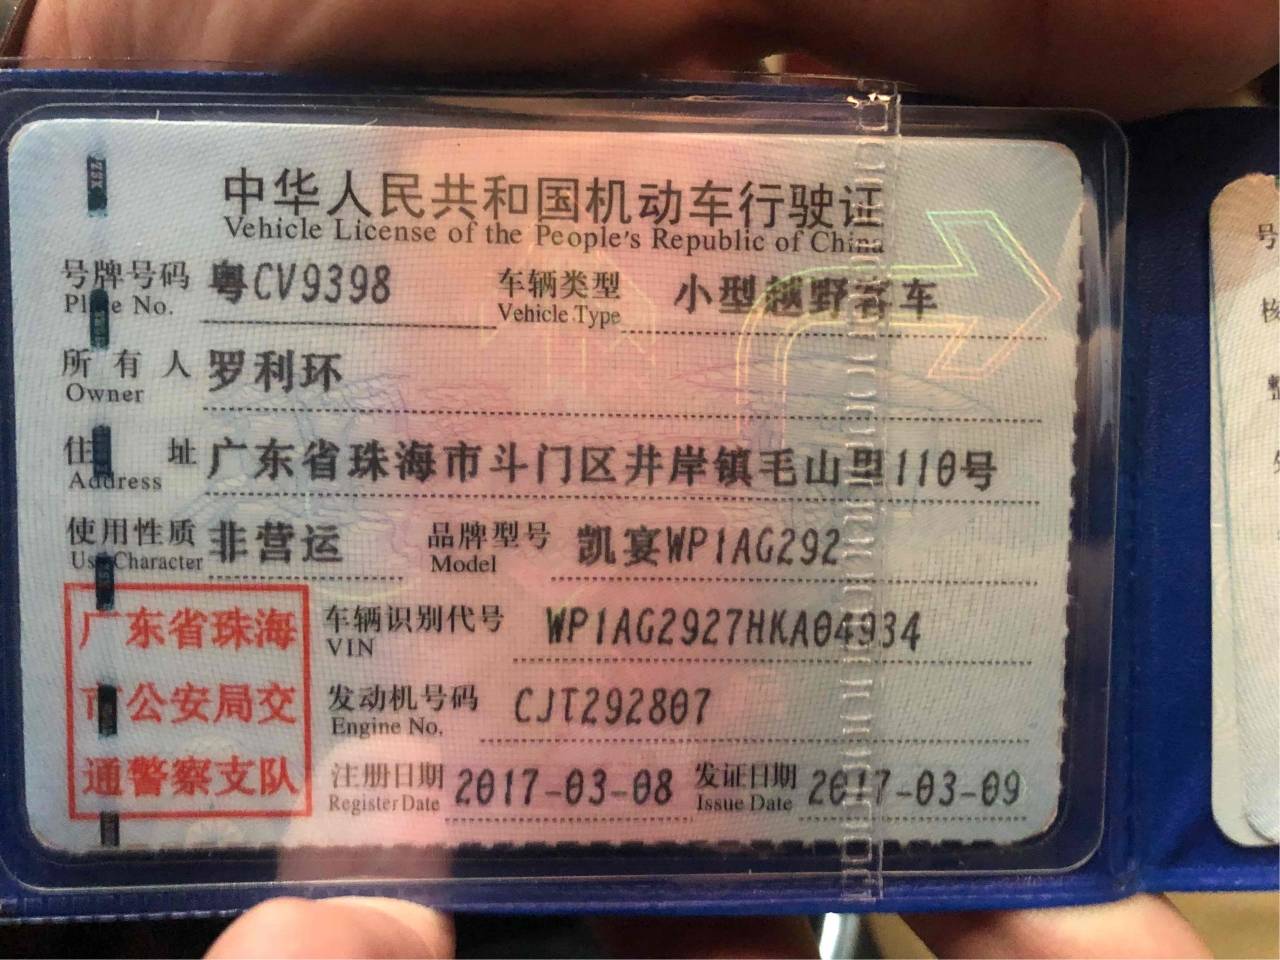 中华人民共和国机动车行驶证
Vehicle License of the People's Republic of China
号牌号码 粤CV9398 车辆类型 小型越野客车
Plate No. Vehicle Type
所有人 罗利环
Owner
住址 广东省珠海市斗门区井岸镇毛山里110号
Address
使用性质 非营运 品牌型号 凯宴WP1AG292
Use Character Model
车辆识别代号 WP1AG2927HKA04934
VIN
发动机号码 CJT292807
Engine No.
注册日期 2017-03-08 发证日期 2017-03-09
Register Date Issue Date
广东省珠海
市公安局交
通警察支队
号
核
整